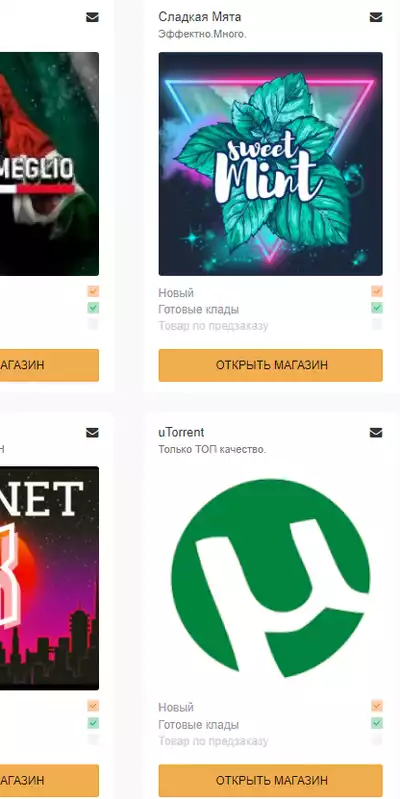 Сладкая Мята
Эффектно.Много.
MEGLIO
sweet
Mint
Новый
Готовые клады
Товар по предзаказу
АГАЗИН
ОТКРЫТЬ МАГАЗИН
uTorrent
Н
Только ТОП качество.
NET
Новый
Готовые клады
Товар по предзаказу
АГАЗИН
ОТКРЫТЬ МАГАЗИН